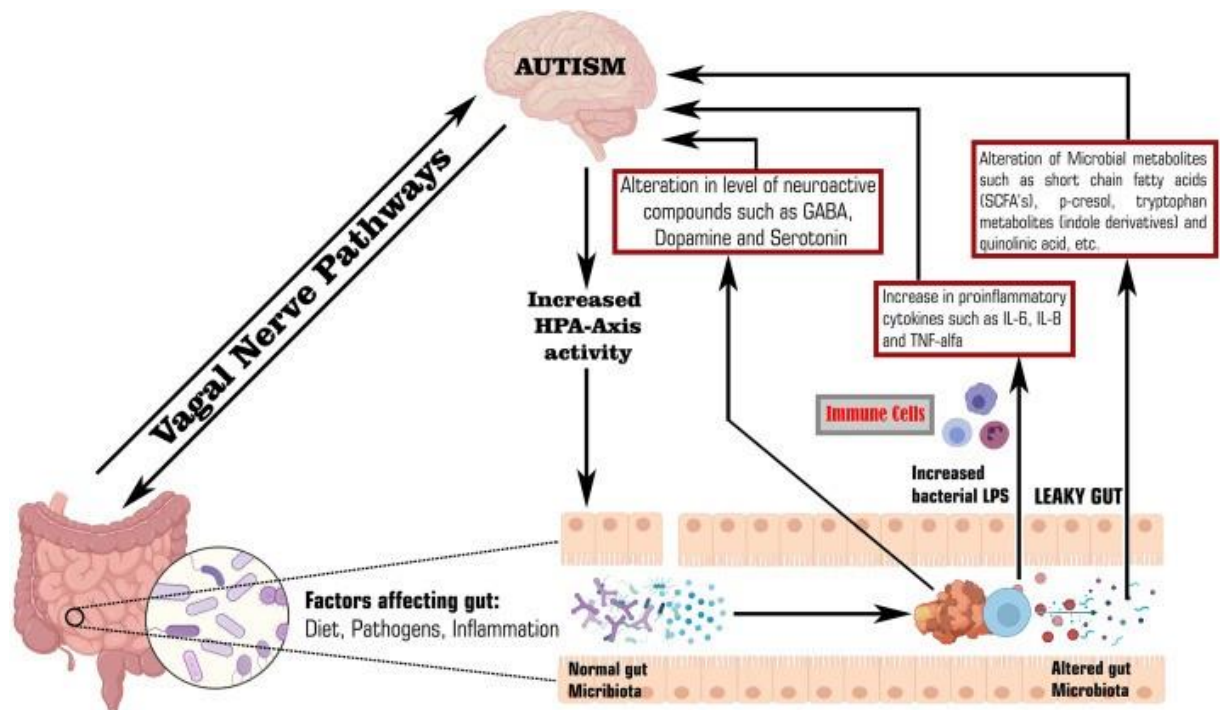 AUTISM
Vagal Nerve Pathways
Alteration in level of neuroactive
compounds such as GABA,
Dopamine and Serotonin
Alteration of Microbial metabolites
such as short chain fatty acids
(SCFA's), p-cresol, tryptophan
metabolites (indole derivatives) and
quinolinic acid, etc.
Increased
HPA-Axis
activity
Increase in proinflammatory
cytokines such as IL-6, IL-8
and TNF-alfa
Immune Cells
Increased
bacterial LPS
LEAKY GUT
Factors affecting gut:
Diet, Pathogens, Inflammation
Normal gut
Micribiota
Altered gut
Microbiota